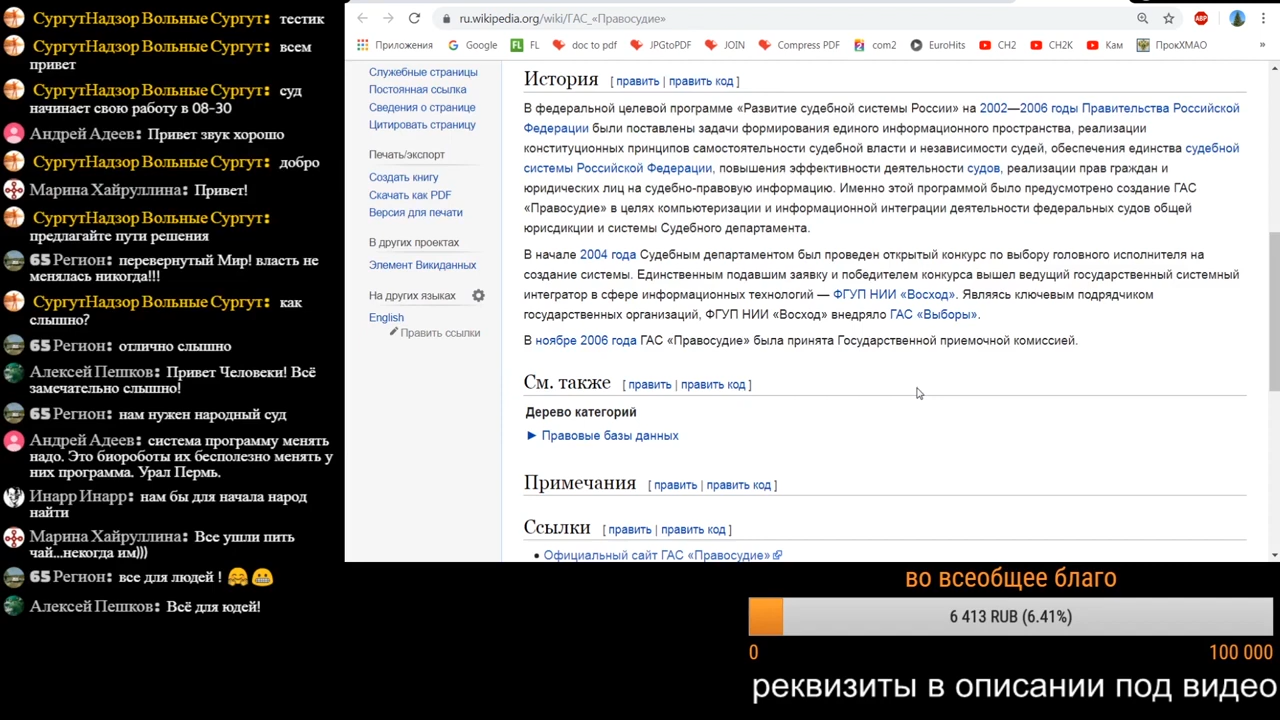 СургутНадзор Вольные Сургут: тестик
СургутНадзор Вольные Сургут: всем
привет
СургутНадзор Вольные Сургут: суд
начинает свою работу в 08-30
Андрей Адеев: Привет звук хорошо
СургутНадзор Вольные Сургут: добро
Марина Хайруллина: Привет!
СургутНадзор Вольные Сургут:
предлагайте пути решения
65 Регион: перевернутый Мир! власть не
менялась никогда!!!
СургутНадзор Вольные Сургут: как
слышно?
65 Регион: отлично слышно
Алексей Пешков: Привет Человеки! Всё
замечательно слышно!
65 Регион: нам нужен народный суд
Андрей Адеев: система программу менять
надо. Это биороботы их бесполезно менять у
них программа. Урал Пермь.
Инарр Инарр: нам бы для начала народ
найти
Марина Хайруллина: Все ушли пить
чай...некогда им)))
65 Регион: все для людей ! 🤗 😬
Алексей Пешков: Всё для юдей!
ru.wikipedia.org/wiki/ГАС_«Правосудие»
ABP
Приложения Google FL FL doc to pdf JPGtoPDF JOIN Compress PDF com2 EuroHits CH2 CH2K Кам ПрокХМАО »
Служебные страницы
Постоянная ссылка
Сведения о странице
Цитировать страницу
Печать/экспорт
Создать книгу
Скачать как PDF
Версия для печати
В других проектах
Элемент Викиданных
На других языках
English
Править ссылки
История [ править | править код ]
В федеральной целевой программе «Развитие судебной системы России» на 2002—2006 годы Правительства Российской
Федерации были поставлены задачи формирования единого информационного пространства, реализации
конституционных принципов самостоятельности судебной власти и независимости судей, обеспечения единства судебной
системы Российской Федерации, повышения эффективности деятельности судов, реализации прав граждан и
юридических лиц на судебно-правовую информацию. Именно этой программой было предусмотрено создание ГАС
«Правосудие» в целях компьютеризации и информационной интеграции деятельности федеральных судов общей
юрисдикции и системы Судебного департамента.
В начале 2004 года Судебным департаментом был проведен открытый конкурс по выбору головного исполнителя на
создание системы. Единственным подавшим заявку и победителем конкурса вышел ведущий государственный системный
интегратор в сфере информационных технологий — ФГУП НИИ «Восход». Являясь ключевым подрядчиком
государственных организаций, ФГУП НИИ «Восход» внедряло ГАС «Выборы».
В ноябре 2006 года ГАС «Правосудие» была принята Государственной приемочной комиссией.
См. также [ править | править код ]
Дерево категорий
► Правовые базы данных
Примечания [ править | править код ]
Ссылки [ править | править код ]
• Официальный сайт ГАС «Правосудие»
во всеобщее благо
6 413 RUB (6.41%)
0 100 000
реквизиты в описании под видео